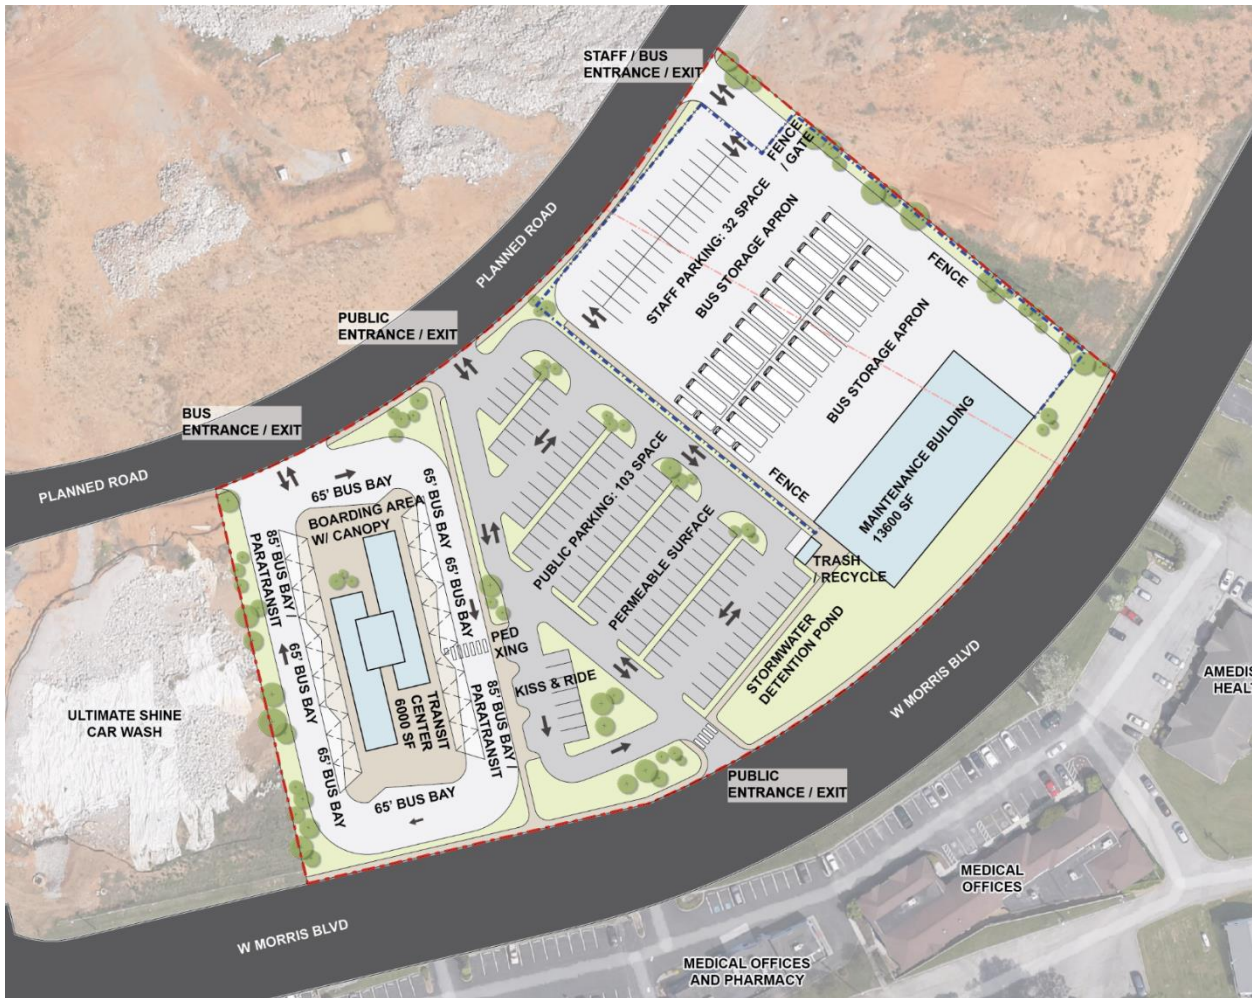 STAFF / BUS
ENTRANCE / EXIT
FENCE
/ GATE
PLANNED ROAD
STAFF PARKING: 32 SPACE
BUS STORAGE APRON
FENCE
PUBLIC
ENTRANCE / EXIT
BUS STORAGE APRON
BUS
ENTRANCE / EXIT
MAINTENANCE BUILDING
13600 SF
PLANNED ROAD
65' BUS BAY
65' BUS BAY
BOARDING AREA
W/ CANOPY
PUBLIC PARKING: 103 SPACE
FENCE
85' BUS BAY /
PARATRANSIT
65' BUS BAY
PERMEABLE SURFACE
TRASH
/ RECYCLE
PED
XING
STORMWATER
DETENTION POND
65' BUS BAY
KISS & RIDE
TRANSIT
CENTER
6000 SF
85' BUS BAY /
PARATRANSIT
W MORRIS BLVD
AMEDIS
HEALT
ULTIMATE SHINE
CAR WASH
65' BUS BAY
65' BUS BAY
PUBLIC
ENTRANCE / EXIT
MEDICAL
OFFICES
W MORRIS BLVD
MEDICAL OFFICES
AND PHARMACY